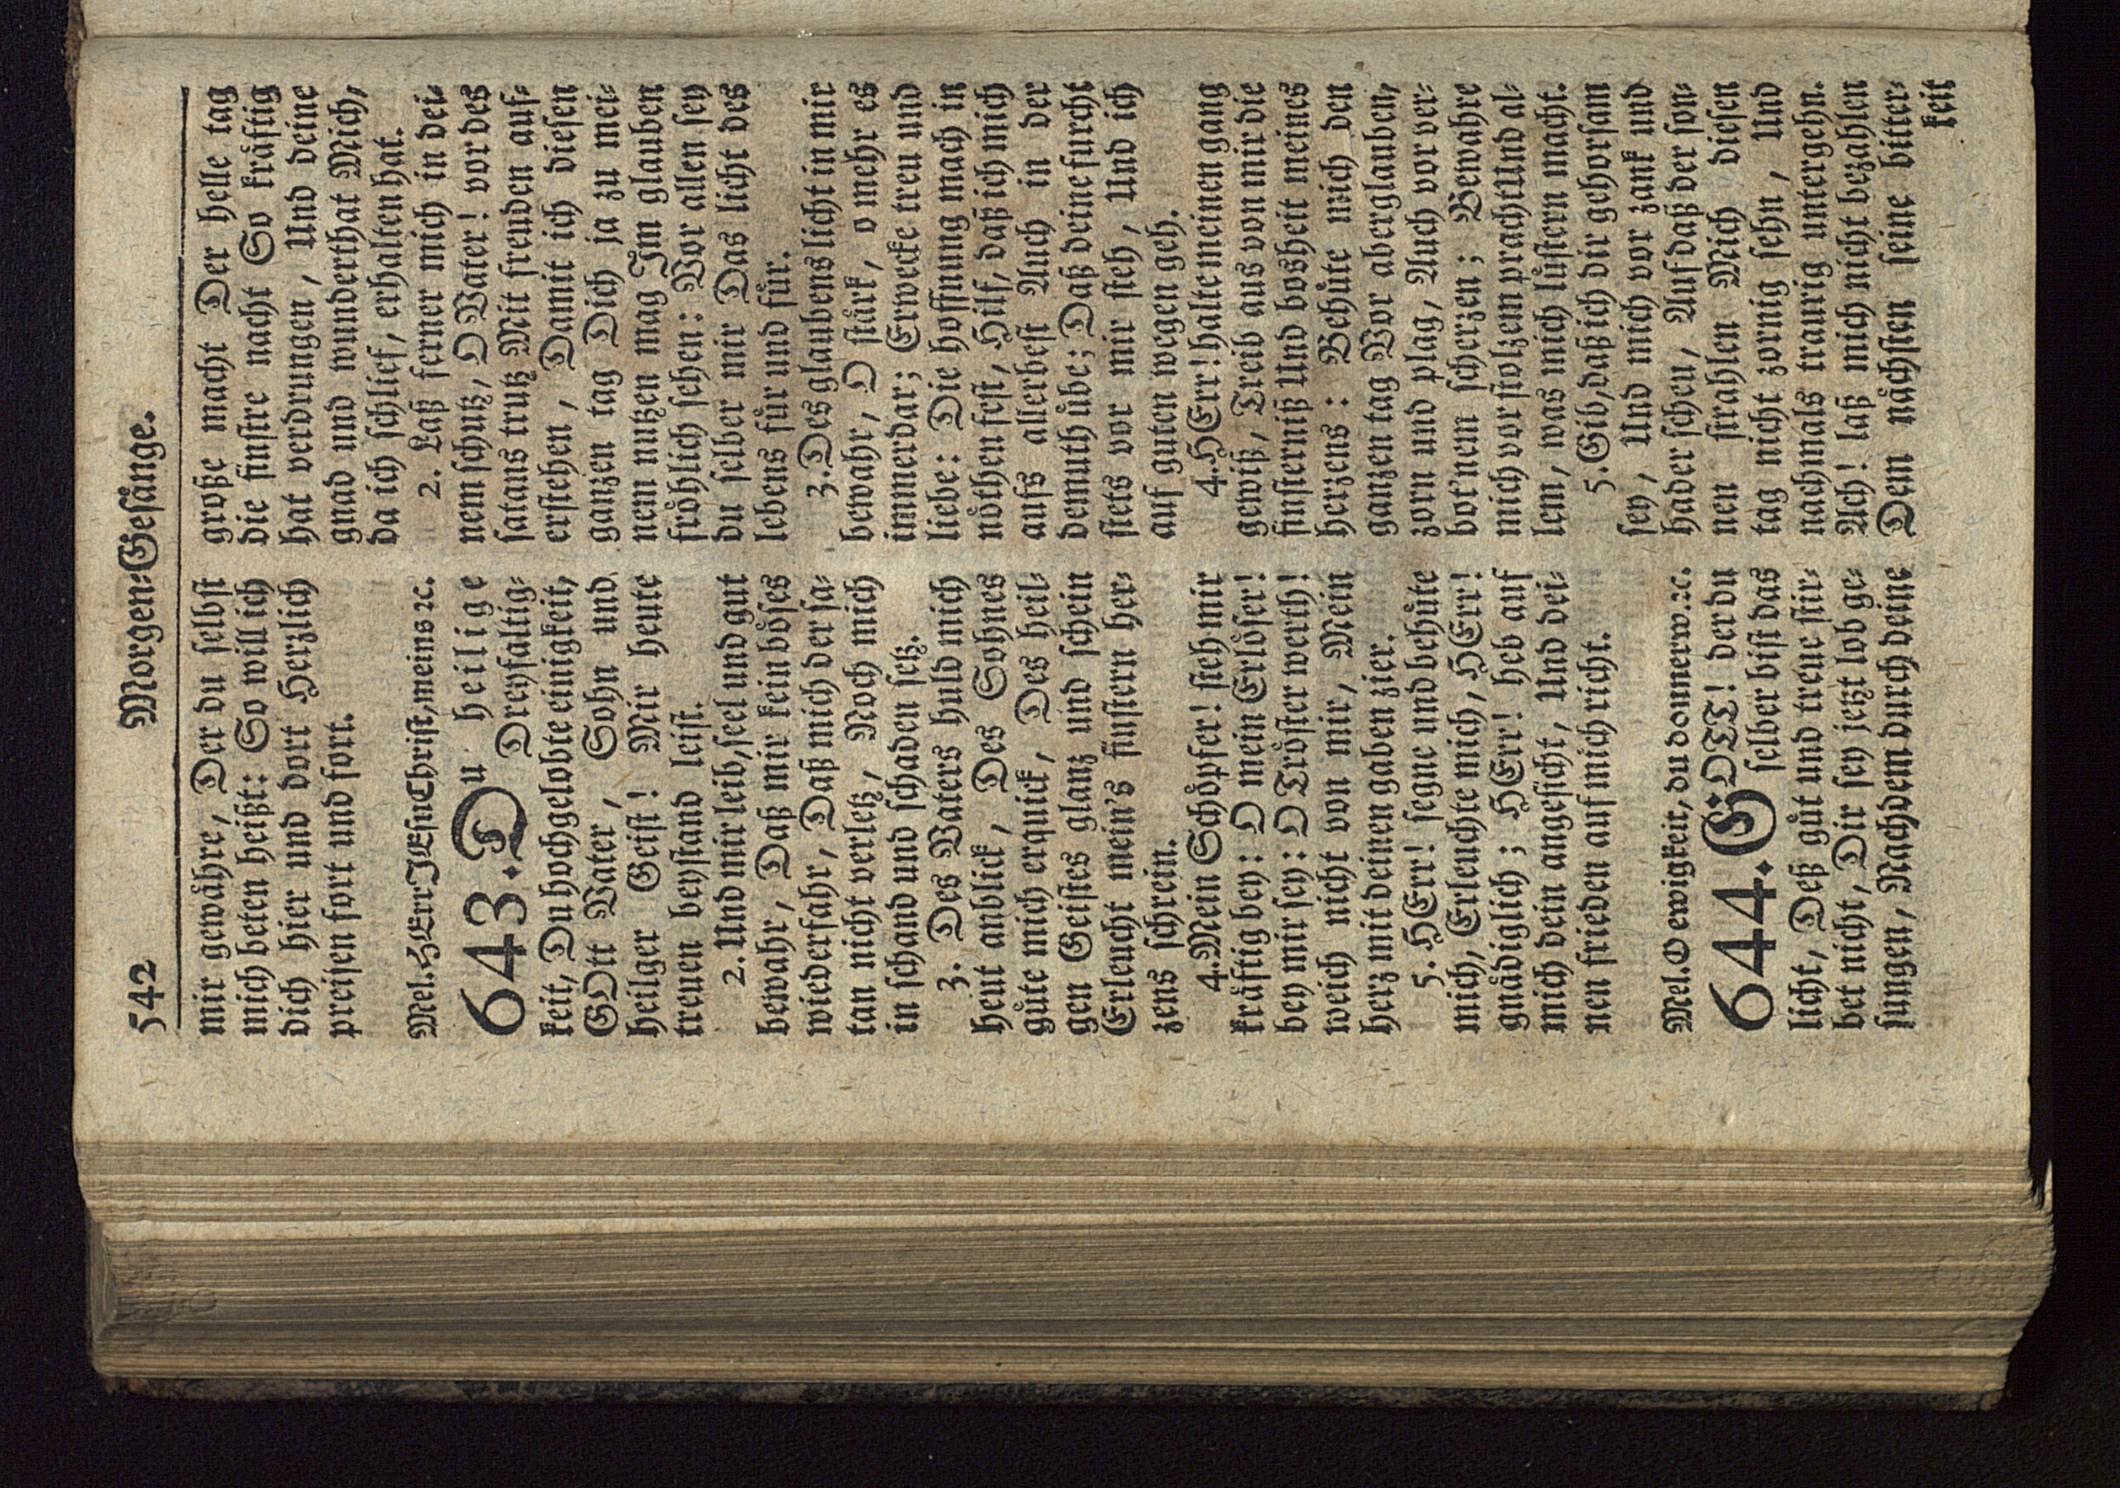 542 Morgen-Gesänge.
mir gewähre, Der du selbst
mich beten heißt: So will ich
dich hier und dort Herzlich
preisen fort und fort.
Mel. HErr JEsu Christ, meins ꝛc.
643. Du heilige
Dreyfaltig-
keit, Du hochgelobte einigkeit,
GOtt Vater, Sohn und
heilger Geist! Mir heute
treuen beystand leist.
2. Und mir leib, seel und gut
bewahr, Daß mir kein böses
wiederfahr, Daß mich der sa-
tan nicht verletz, Noch mich
in schand und schaden setz.
3. Des Vaters huld mich
heut anblick, Des Sohnes
güte mich erquick, Des heil-
gen Geistes glanz und schein
Erleucht mein's finstern her-
zens schrein.
4. Mein Schöpfer! steh mir
kräftig bey: O mein Erlöser!
bey mir sey: O Tröster werth!
weich nicht von mir, Mein
herz mit deinen gaben zier.
5. HErr! segne und behüte
mich, Erleuchte mich, HErr!
gnädiglich; HErr! heb auf
mich dein angesicht, Und dei-
nen frieden auf mich richt.
Mel. O ewigkeit, du donnerw. ꝛc.
644. GOTT! der du
selber bist das
licht, Deß güt und treue stir-
bet nicht, Dir sey jetzt lob ge-
sungen, Nachdem durch deine
große macht Der helle tag
die finstre nacht So kräftig
hat verdrungen, Und deine
gnad und wunderthat Mich,
da ich schlief, erhalten hat.
2. Laß ferner mich in dei-
nem schutz, O Vater! vor des
satans trutz Mit freuden auf-
erstehen, Damit ich diesen
ganzen tag Dich ja zu mei-
nem nutzen mag Im glauben
fröhlich sehen: Vor allen sey
du selber mir Das licht des
lebens für und für.
3. Des glaubens licht in mir
bewahr, O stärk, o mehr es
immerdar; Erwecke treu und
liebe: Die hoffnung mach in
nöthen fest, Hilf, daß ich mich
aufs allerbest Auch in der
demuth übe; Daß deine furcht
stets vor mir steh, Und ich
auf guten wegen geh.
4. HErr! halte meinen gang
gewiß, Treib aus von mir die
finsterniß Und bosheit meines
herzens: Behüte mich den
ganzen tag Vor aberglauben,
zorn und plag, Auch vor ver-
bot'nem scherzen; Bewahre
mich vor stolzem pracht Und al-
lem, was mich lüstern macht.
5. Gib, daß ich dir gehorsam
sey, Und mich vor zank und
hader scheu, Auf daß der son-
nen strahlen Mich diesen
tag nicht zornig sehn, Und
nachmals traurig untergehn.
Ach! laß mich nicht bezahlen
Dem nächsten seine bitter-
keit